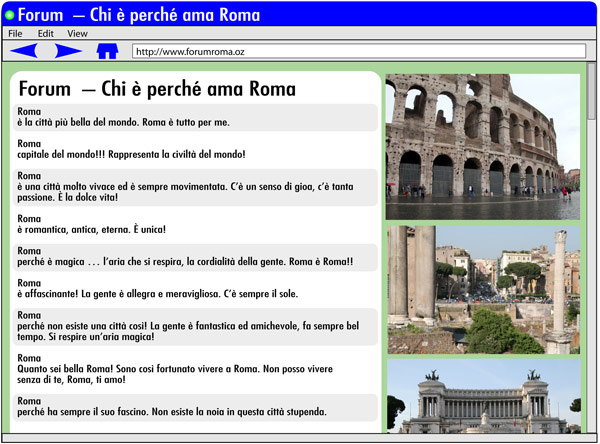 Forum – Chi è perché ama Roma
File Edit View
http://www.forumroma.oz
Forum – Chi è perché ama Roma
Roma
è la città più bella del mondo. Roma è tutto per me.
Roma
capitale del mondo!!! Rappresenta la civiltà del mondo!
Roma
è una città molto vivace ed è sempre movimentata. C'è un senso di gioa, c'è tanta
passione. È la dolce vita!
Roma
è romantica, antica, eterna. È unica!
Roma
perché è magica ... l'aria che si respira, la cordialità della gente. Roma è Roma!!
Roma
è affascinante! La gente è allegra e meravigliosa. C'è sempre il sole.
Roma
perché non esiste una città cosi! La gente è fantastica ed amichevole, fa sempre bel
tempo. Si respire un'aria magica!
Roma
Quanto sei bella Roma! Sono cosi fortunato vivere a Roma. Non posso vivere
senza di te, Roma, ti amo!
Roma
perché ha sempre il suo fascino. Non esiste la noia in questa città stupenda.